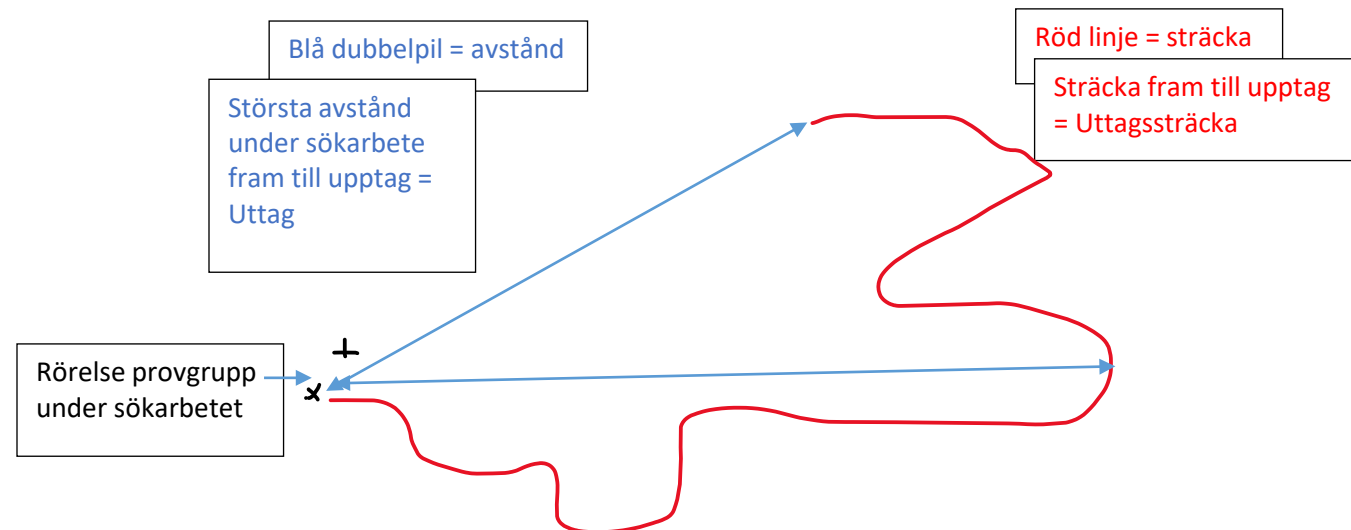 Blå dubbelpil = avstånd
Största avstånd
under sökarbete
fram till upptag =
Uttag
Röd linje = sträcka
Sträcka fram till upptag
= Uttagssträcka
Rörelse provgrupp
under sökarbetet